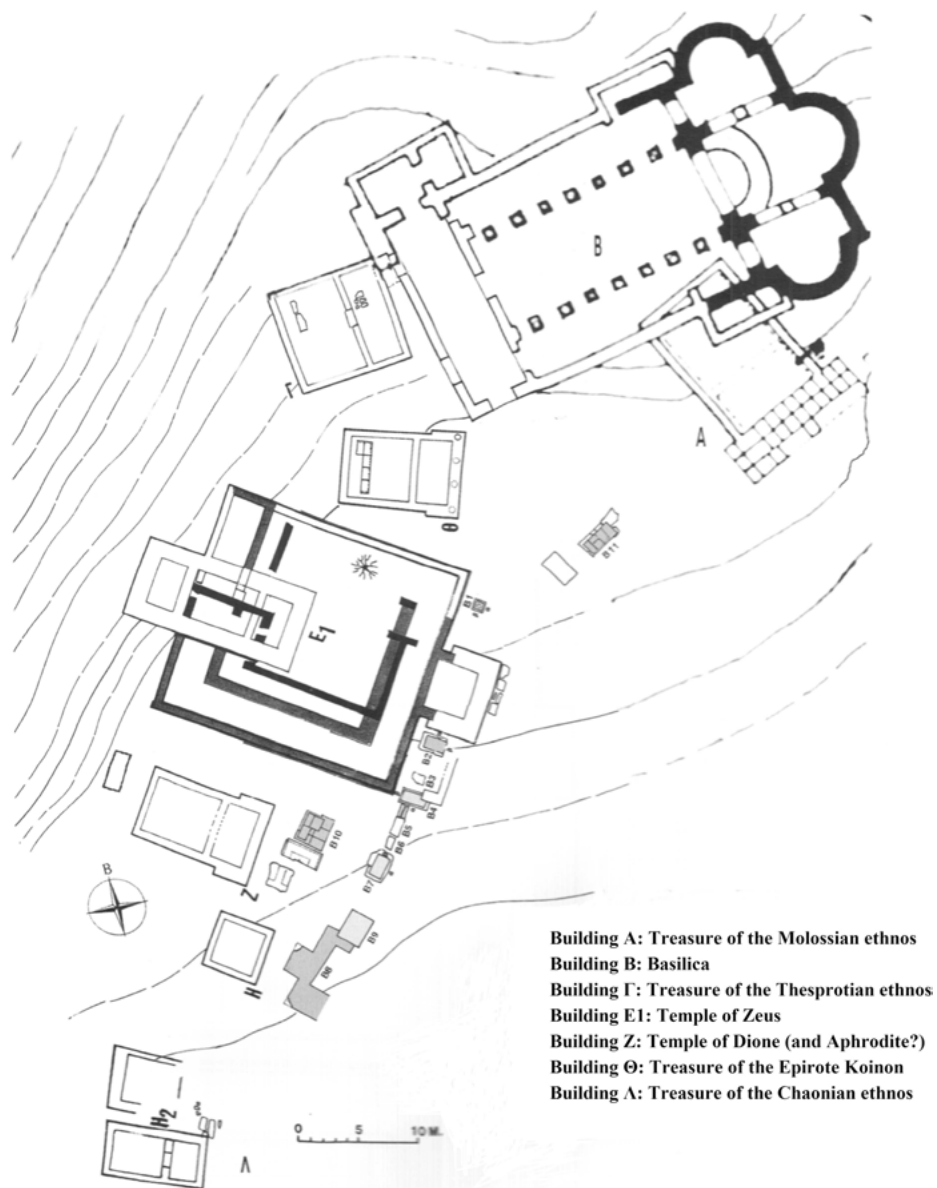 B
A
Γ
Θ
B11
B1
E1
B2
B3
B4
B5
B6
B7
B10
Z
B
B9
B8
H
H2
Λ
0 5 10 M.
Building A: Treasure of the Molossian ethnos
Building B: Basilica
Building Γ: Treasure of the Thesprotian ethnos
Building E1: Temple of Zeus
Building Z: Temple of Dione (and Aphrodite?)
Building Θ: Treasure of the Epirote Koinon
Building Λ: Treasure of the Chaonian ethnos